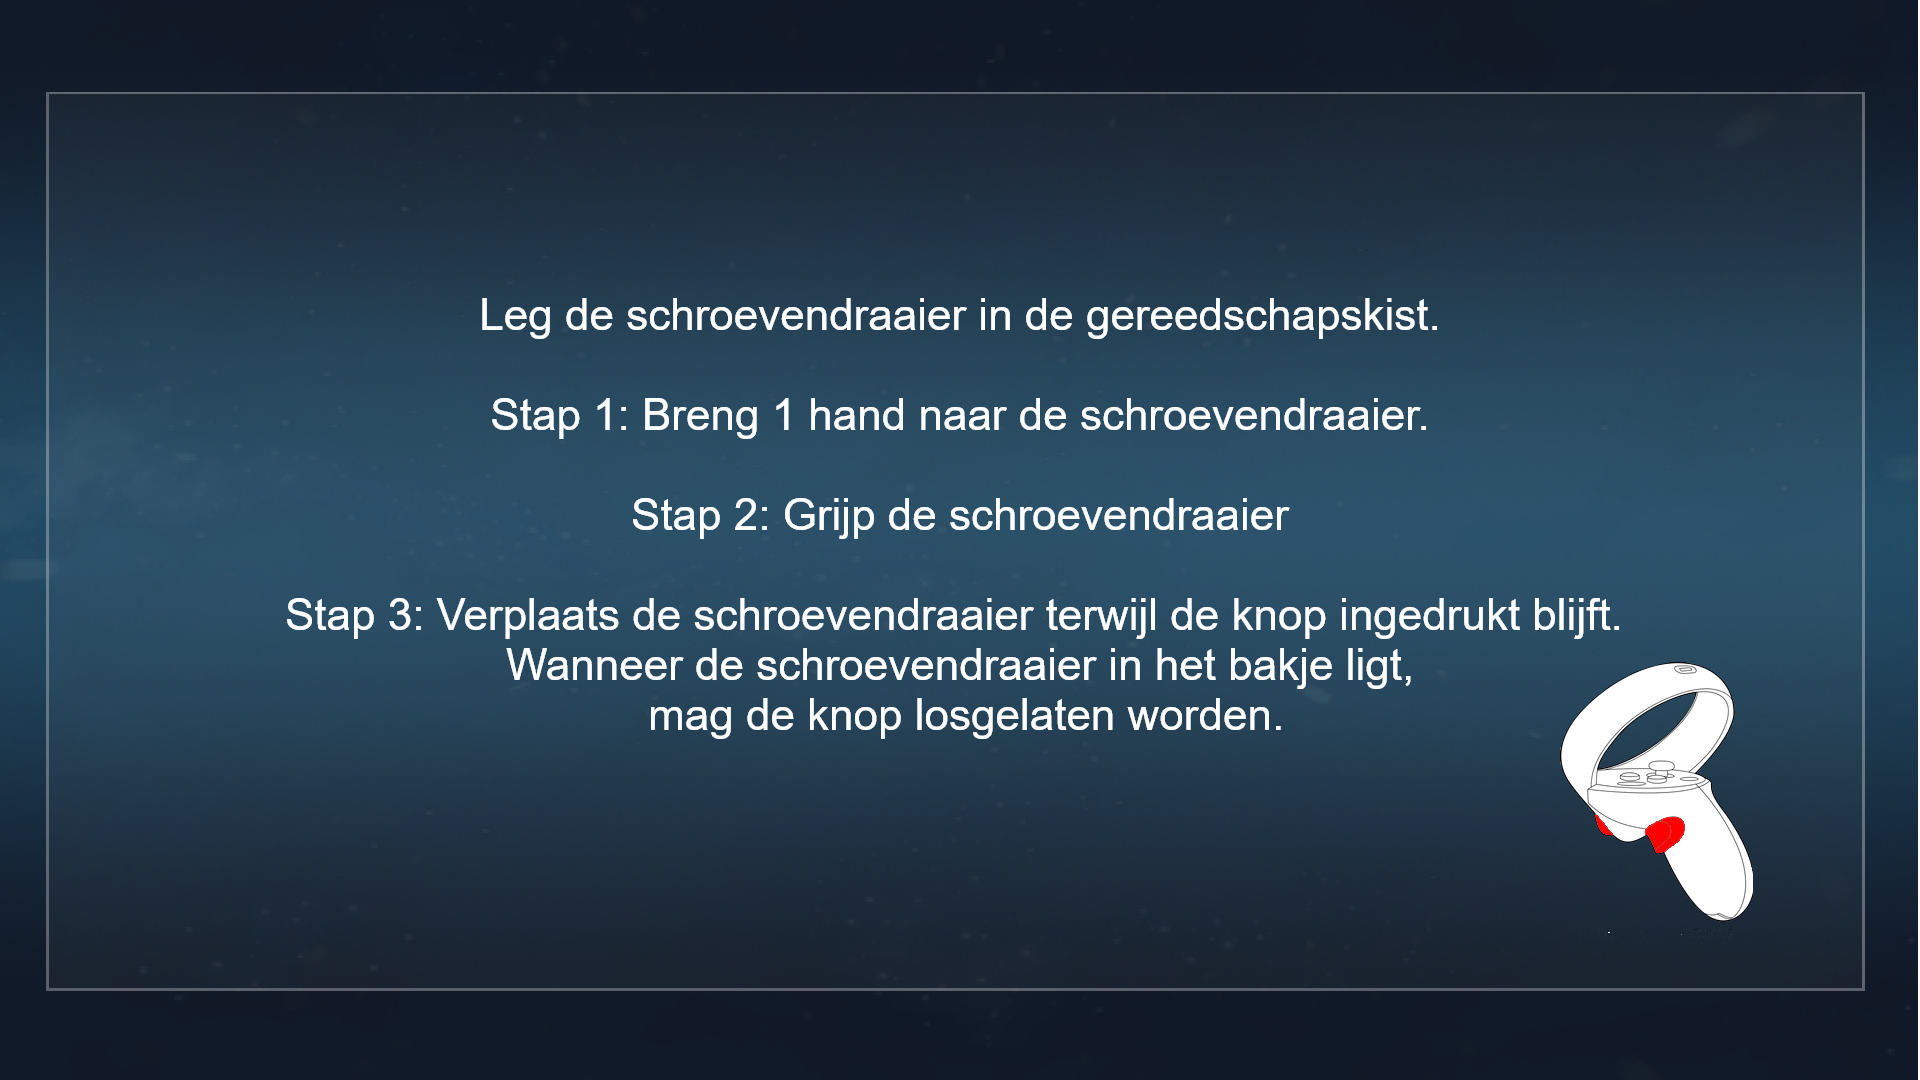 Leg de schroevendraaier in de gereedschapskist.
Stap 1: Breng 1 hand naar de schroevendraaier.
Stap 2: Grijp de schroevendraaier
Stap 3: Verplaats de schroevendraaier terwijl de knop ingedrukt blijft.
Wanneer de schroevendraaier in het bakje ligt,
mag de knop losgelaten worden.